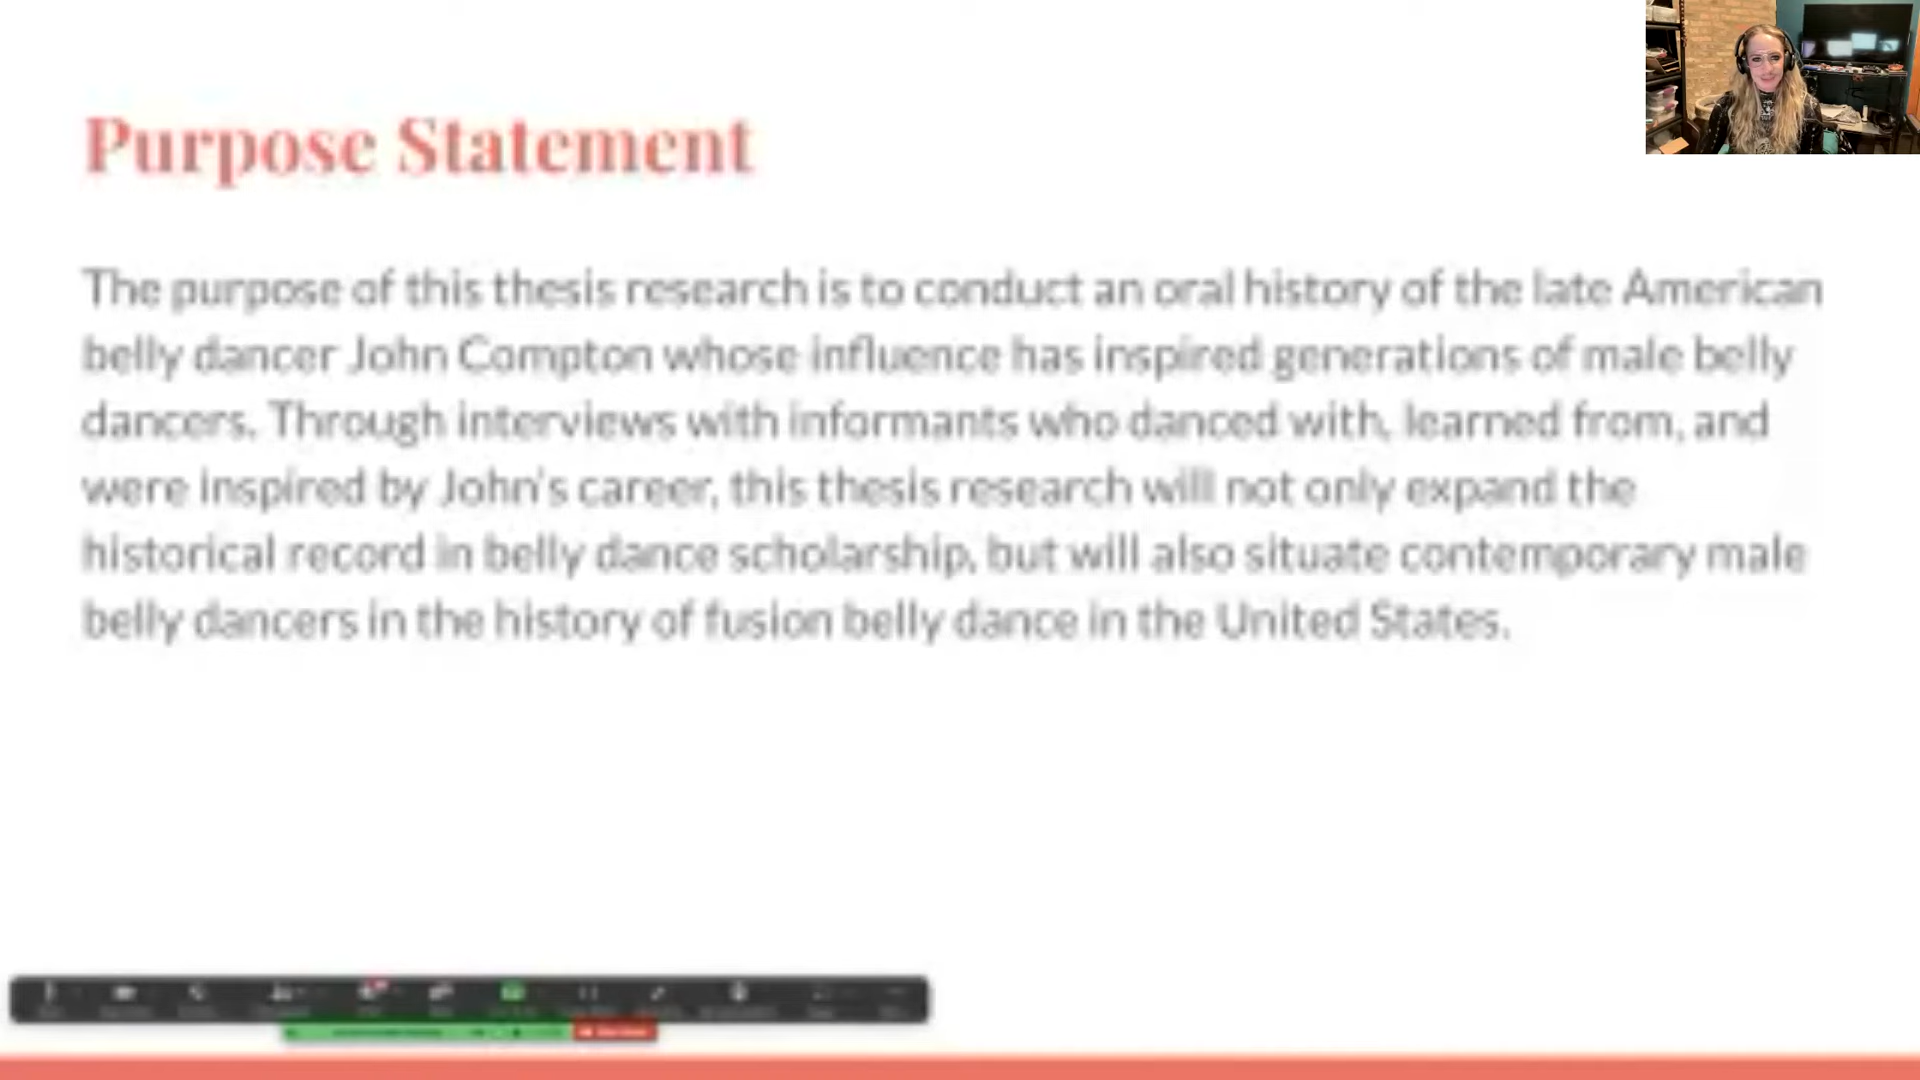 Purpose Statement
The purpose of this thesis research is to conduct an oral history of the late American
belly dancer John Compton whose influence has inspired generations of male belly
dancers. Through interviews with informants who danced with, learned from, and
were inspired by John's career, this thesis research will not only expand the
historical record in belly dance scholarship, but will also situate contemporary male
belly dancers in the history of fusion belly dance in the United States.